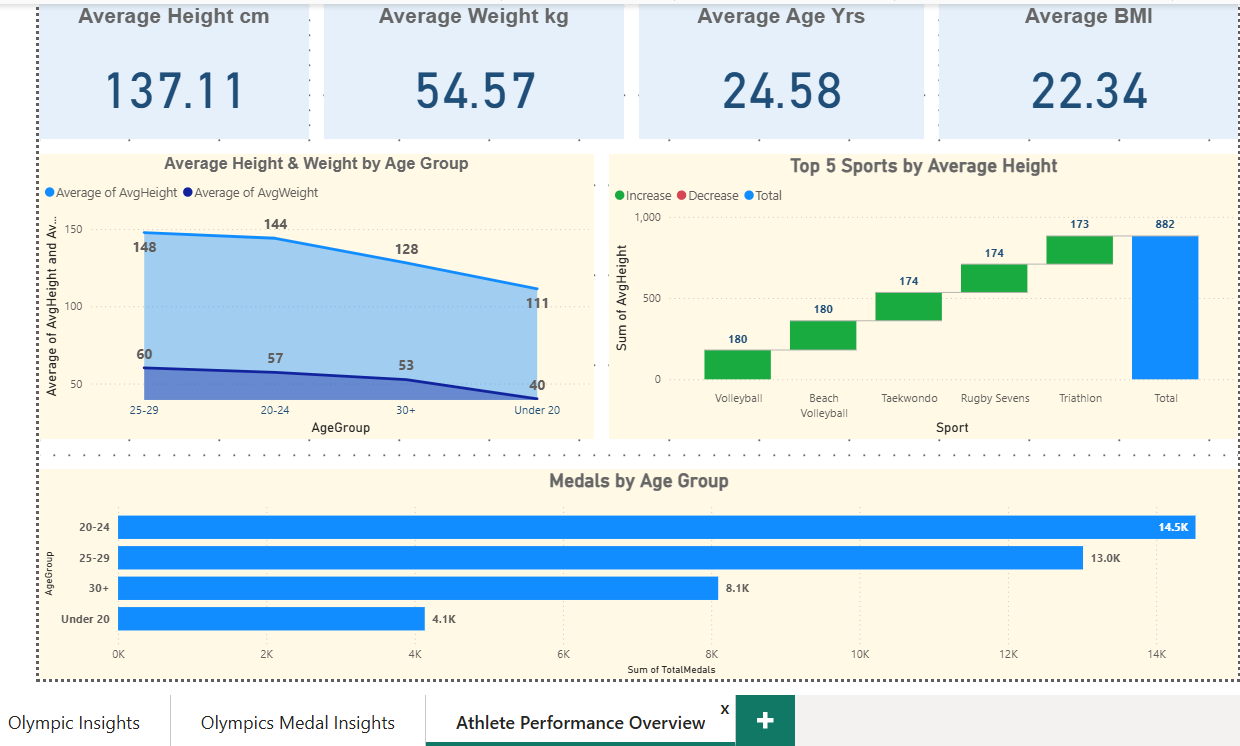 Average Height cm
137.11
Average Weight kg
54.57
Average Age Yrs
24.58
Average BMI
22.34
Average Height & Weight by Age Group
Average of AvgHeight Average of AvgWeight
Average of AvgHeight and Av...
150
100
50
148
144
128
111
60
57
53
40
25-29 20-24 30+ Under 20
AgeGroup
Top 5 Sports by Average Height
Increase Decrease Total
Sum of AvgHeight
1,000
500
0
180
180
174
174
173
882
Volleyball
Beach
Volleyball
Taekwondo
Rugby Sevens
Triathlon
Total
Sport
Medals by Age Group
AgeGroup
20-24 14.5K
25-29 13.0K
30+ 8.1K
Under 20 4.1K
0K 2K 4K 6K 8K 10K 12K 14K
Sum of TotalMedals
Olympic Insights
Olympics Medal Insights
Athlete Performance Overview x
+